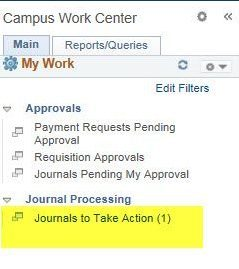 Campus Work Center
Main
Reports/Queries
My Work
Edit Filters
Approvals
Payment Requests Pending
Approval
Requisition Approvals
Journals Pending My Approval
Journal Processing
Journals to Take Action (1)